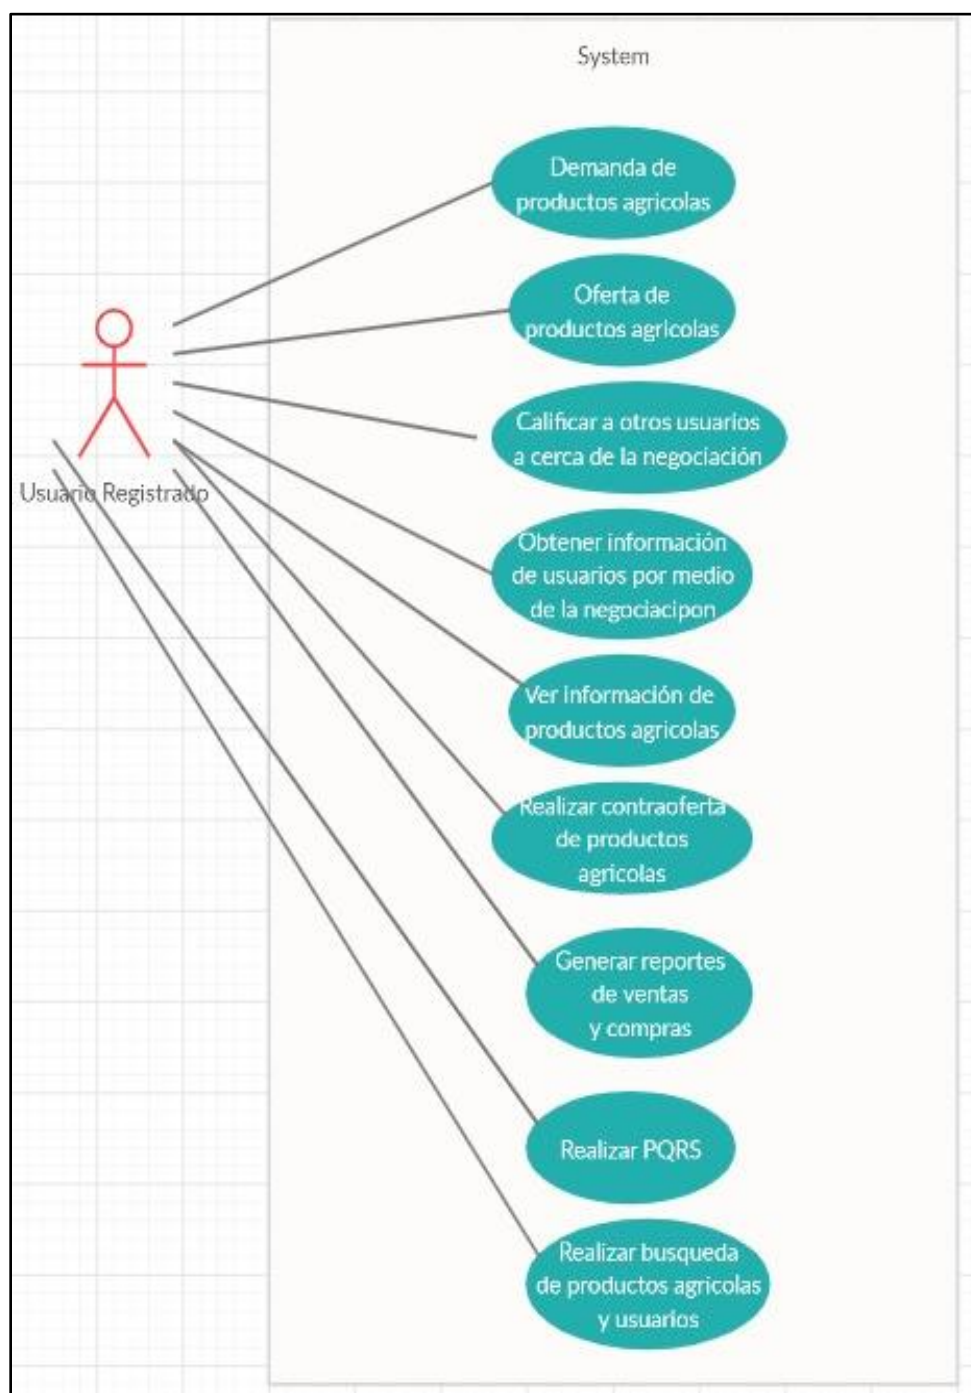 System
Demanda de
productos agricolas
Oferta de
productos agricolas
Calificar a otros usuarios
a cerca de la negociación
Usuario Registrado
Obtener información
de usuarios por medio
de la negociacipon
Ver información de
productos agricolas
Realizar contraoferta
de productos
agricolas
Generar reportes
de ventas
y compras
Realizar PQRS
Realizar busqueda
de productos agricolas
y usuarios